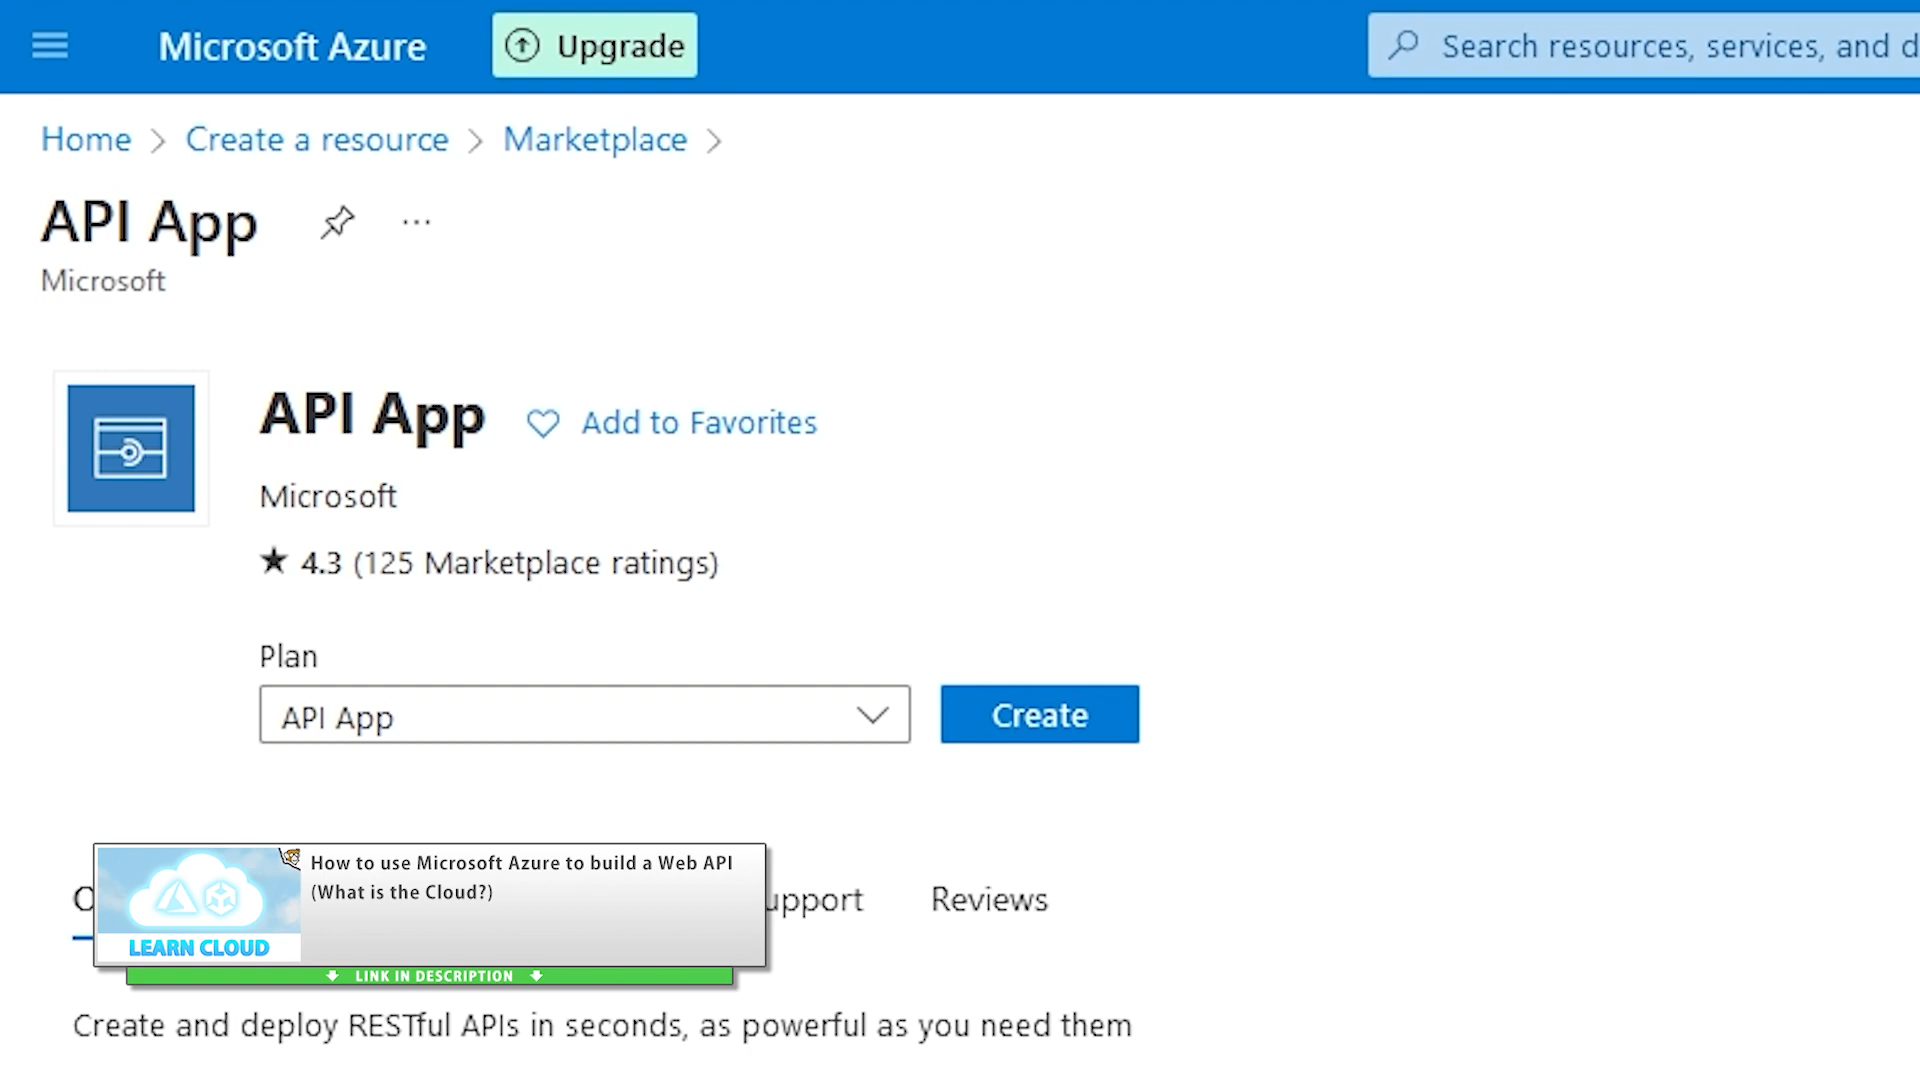 Microsoft Azure
Upgrade
Search resources, services, and d
Home > Create a resource > Marketplace >
API App
...
Microsoft
API App
Add to Favorites
Microsoft
★ 4.3 (125 Marketplace ratings)
Plan
API App
Create
How to use Microsoft Azure to build a Web API
(What is the Cloud?)
LEARN CLOUD
LINK IN DESCRIPTION
upport
Reviews
Create and deploy RESTful APIs in seconds, as powerful as you need them